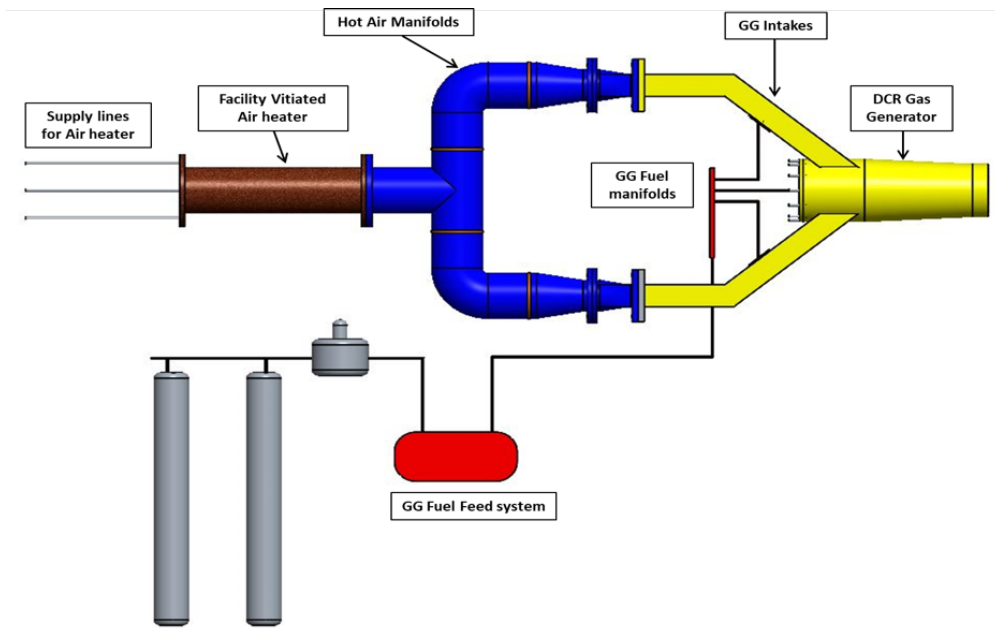 Hot Air Manifolds
GG Intakes
Supply lines
for Air heater
Facility Vitiated
Air heater
DCR Gas
Generator
GG Fuel
manifolds
GG Fuel Feed system